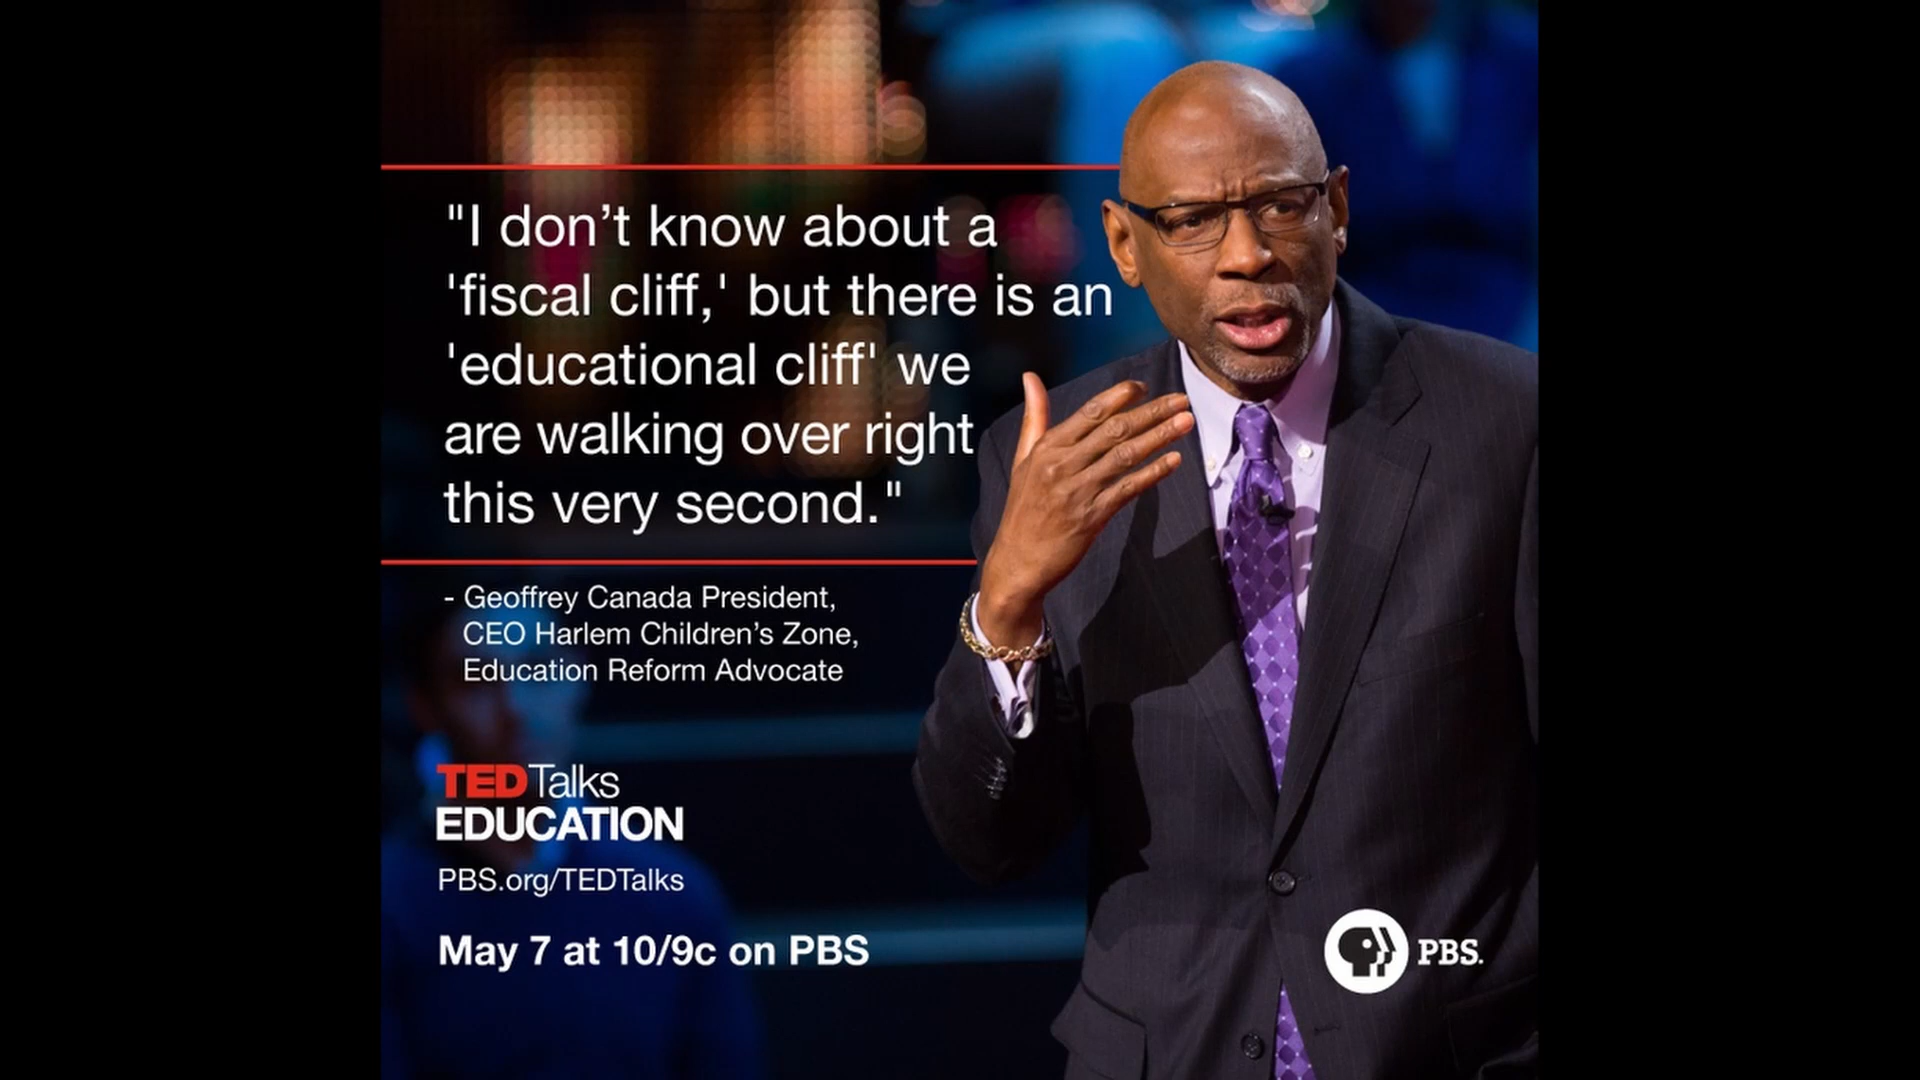 "I don’t know about a
'fiscal cliff,' but there is an
'educational cliff' we
are walking over right
this very second."
- Geoffrey Canada President,
CEO Harlem Children’s Zone,
Education Reform Advocate
TEDTalks
EDUCATION
PBS.org/TEDTalks
May 7 at 10/9c on PBS
PBS.